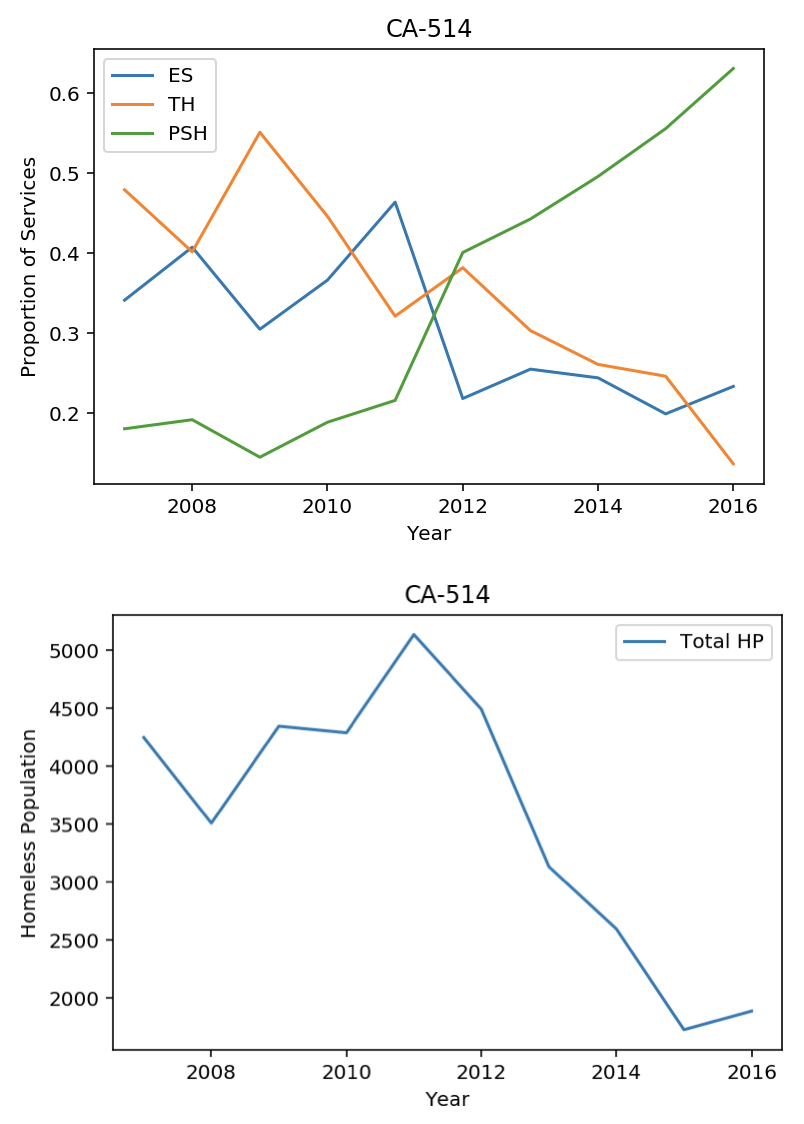 CA-514
ES
TH
PSH
0.6
0.5
0.4
0.3
0.2
Proportion of Services
2008 2010 2012 2014 2016
Year
CA-514
Total HP
5000
4500
4000
3500
3000
2500
2000
Homeless Population
2008 2010 2012 2014 2016
Year